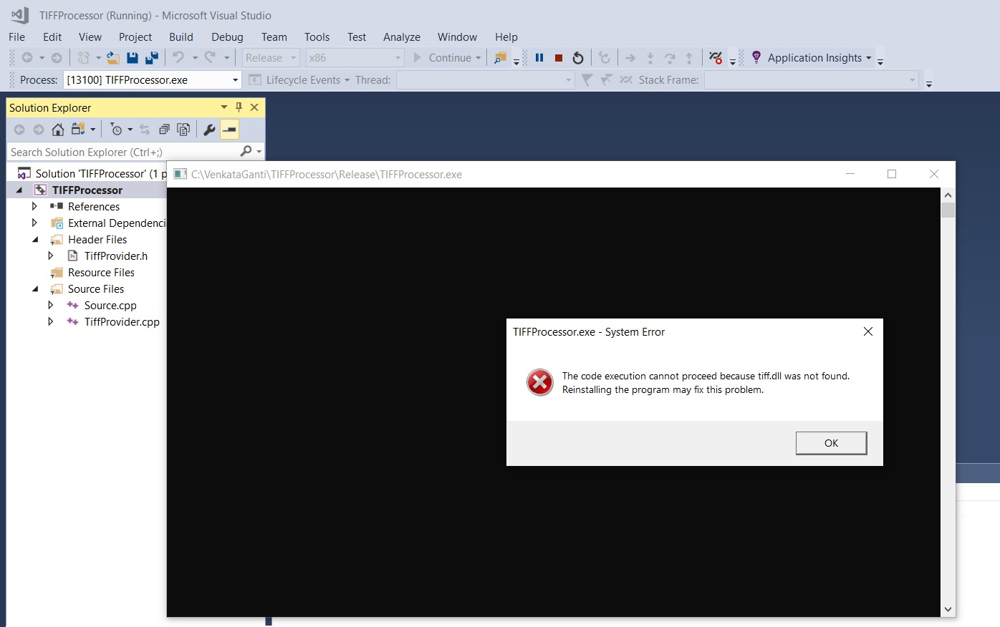 TIFFProcessor (Running) - Microsoft Visual Studio
File Edit View Project Build Debug Team Tools Test Analyze Window Help
Release x86 Continue Application Insights
Process: [13100] TIFFProcessor.exe Lifecycle Events Thread: Stack Frame:
Solution Explorer
Search Solution Explorer (Ctrl+;)
Solution 'TIFFProcessor' (1 p
TIFFProcessor
References
External Dependenci
Header Files
TiffProvider.h
Resource Files
Source Files
Source.cpp
TiffProvider.cpp
C:\VenkataGanti\TIFFProcessor\Release\TIFFProcessor.exe
TIFFProcessor.exe - System Error
The code execution cannot proceed because tiff.dll was not found.
Reinstalling the program may fix this problem.
OK